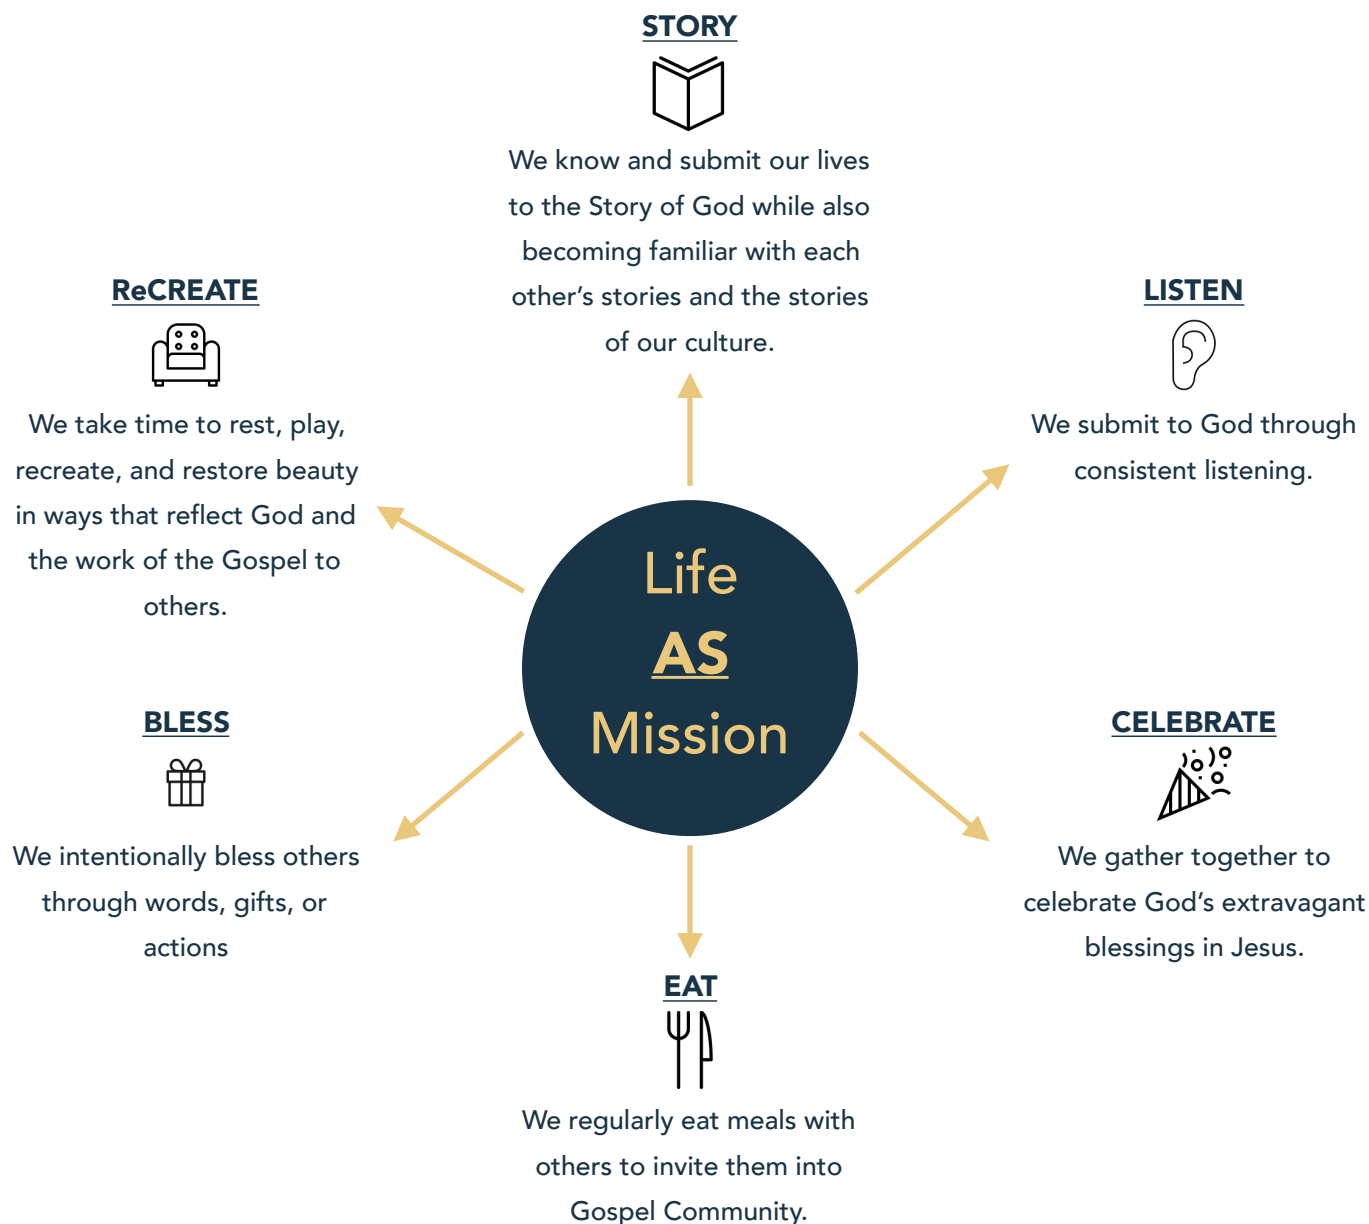 STORY
We know and submit our lives
to the Story of God while also
becoming familiar with each
other’s stories and the stories
of our culture.
LISTEN
We submit to God through
consistent listening.
CELEBRATE
We gather together to
celebrate God’s extravagant
blessings in Jesus.
EAT
We regularly eat meals with
others to invite them into
Gospel Community.
BLESS
We intentionally bless others
through words, gifts, or
actions
ReCREATE
We take time to rest, play,
recreate, and restore beauty
in ways that reflect God and
the work of the Gospel to
others.
Life
AS
Mission